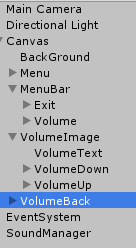 Main Camera
Directional Light
Canvas
BackGround
Menu
MenuBar
Exit
Volume
VolumeImage
VolumeText
VolumeDown
VolumeUp
VolumeBack
EventSystem
SoundManager